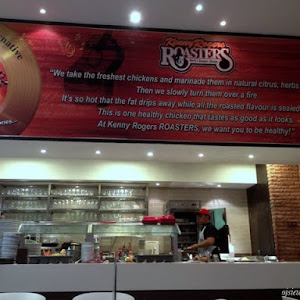 Kenny Rogers
ROASTERS
"We take the freshest chickens and marinade them in natural citrus, herbs
Then we slowly turn them over a fire.
It's so hot that the fat drips away while all the roasted flavour is sealed
This is one healthy chicken that tastes as good as it looks.
At Kenny Rogers ROASTERS, we want you to be healthy!"